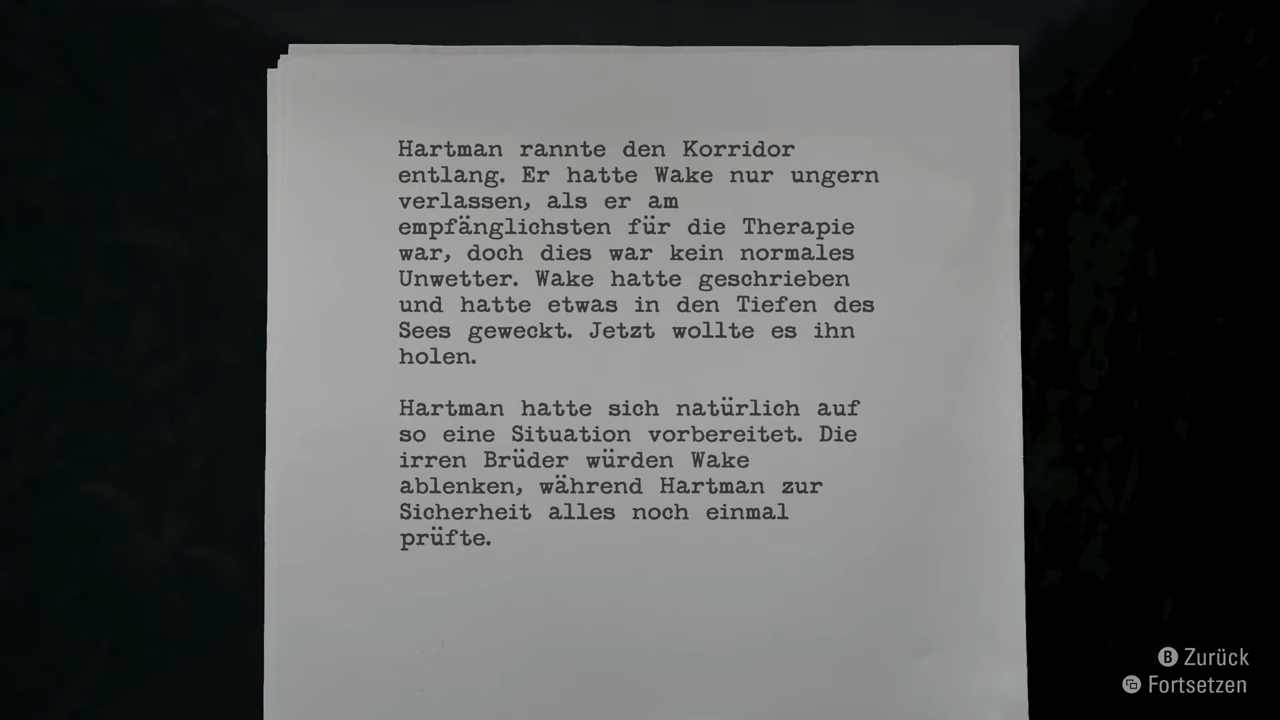 Hartman rannte den Korridor
entlang. Er hatte Wake nur ungern
verlassen, als er am
empfänglichsten für die Therapie
war, doch dies war kein normales
Unwetter. Wake hatte geschrieben
und hatte etwas in den Tiefen des
Sees geweckt. Jetzt wollte es ihn
holen.

Hartman hatte sich natürlich auf
so eine Situation vorbereitet. Die
irren Brüder würden Wake
ablenken, während Hartman zur
Sicherheit alles noch einmal
prüfte.
B Zurück
Fortsetzen